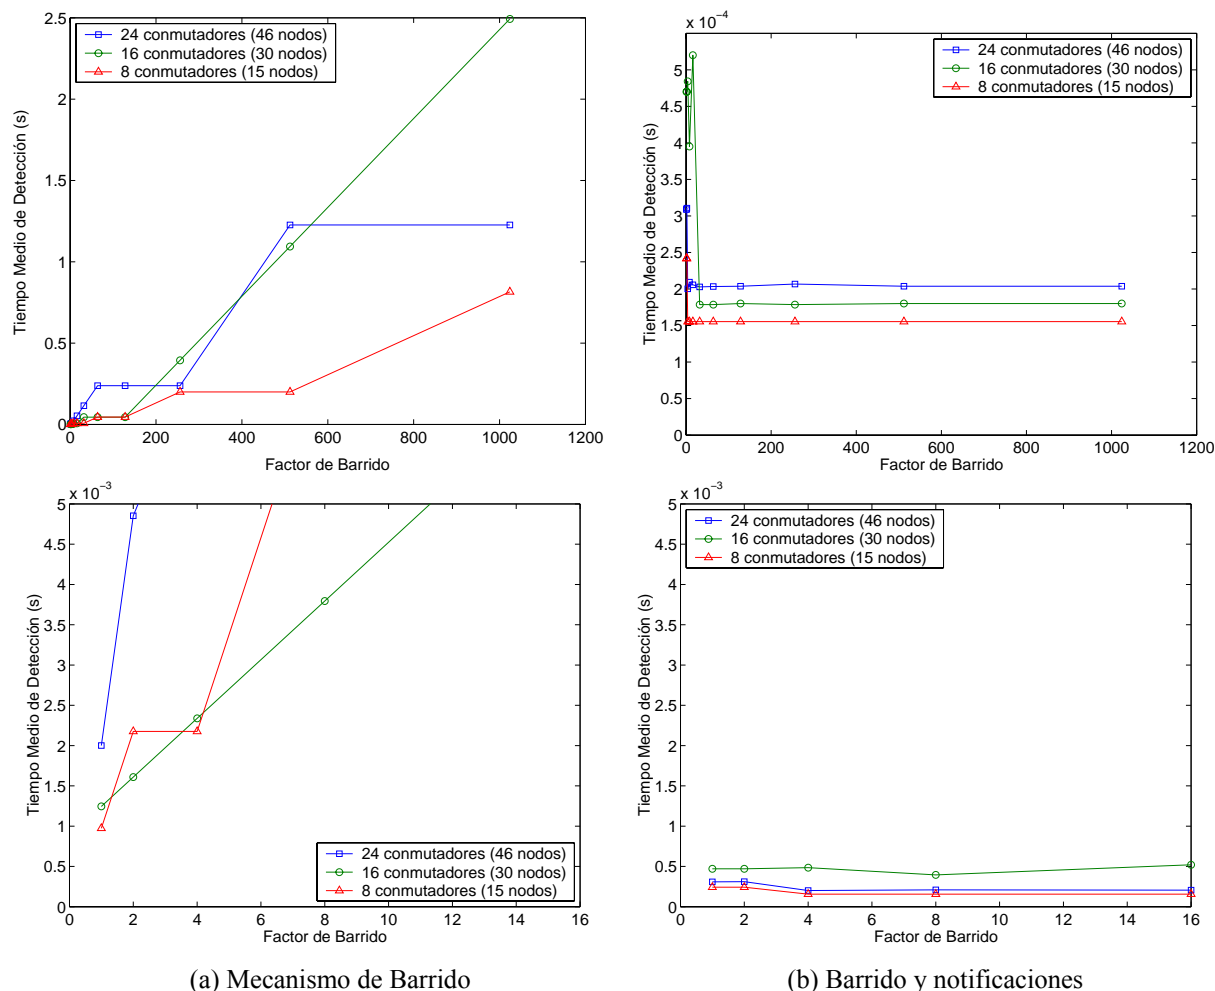 24 conmutadores (46 nodos)
16 conmutadores (30 nodos)
8 conmutadores (15 nodos)
2.5
2
1.5
1
0.5
0
0 200 400 600 800 1000 1200
Tiempo Medio de Detección (s)
Factor de Barrido
x 10−4
24 conmutadores (46 nodos)
16 conmutadores (30 nodos)
8 conmutadores (15 nodos)
5
4.5
4
3.5
3
2.5
2
1.5
1
0.5
0
0 200 400 600 800 1000 1200
Tiempo Medio de Detección (s)
Factor de Barrido
x 10−3
5
4.5
4
3.5
3
2.5
2
1.5
1
0.5
0
0 2 4 6 8 10 12 14 16
Tiempo Medio de Detección (s)
24 conmutadores (46 nodos)
16 conmutadores (30 nodos)
8 conmutadores (15 nodos)
Factor de Barrido
(a) Mecanismo de Barrido
x 10−3
24 conmutadores (46 nodos)
16 conmutadores (30 nodos)
8 conmutadores (15 nodos)
5
4.5
4
3.5
3
2.5
2
1.5
1
0.5
0
0 2 4 6 8 10 12 14 16
Tiempo Medio de Detección (s)
Factor de Barrido
(b) Barrido y notificaciones